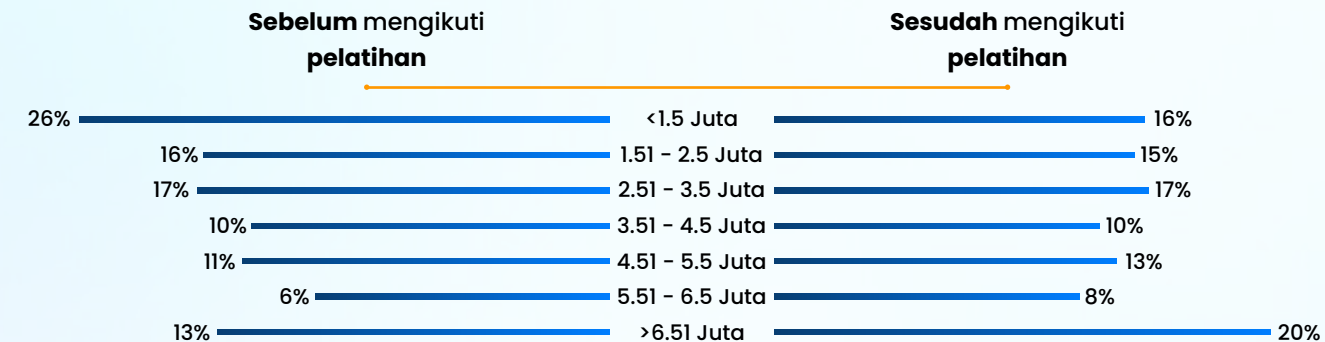 Sebelum mengikuti
pelatihan
Sesudah mengikuti
pelatihan
26% <1.5 Juta 16%
16% 1.51 - 2.5 Juta 15%
17% 2.51 - 3.5 Juta 17%
10% 3.51 - 4.5 Juta 10%
11% 4.51 - 5.5 Juta 13%
6% 5.51 - 6.5 Juta 8%
13% >6.51 Juta 20%